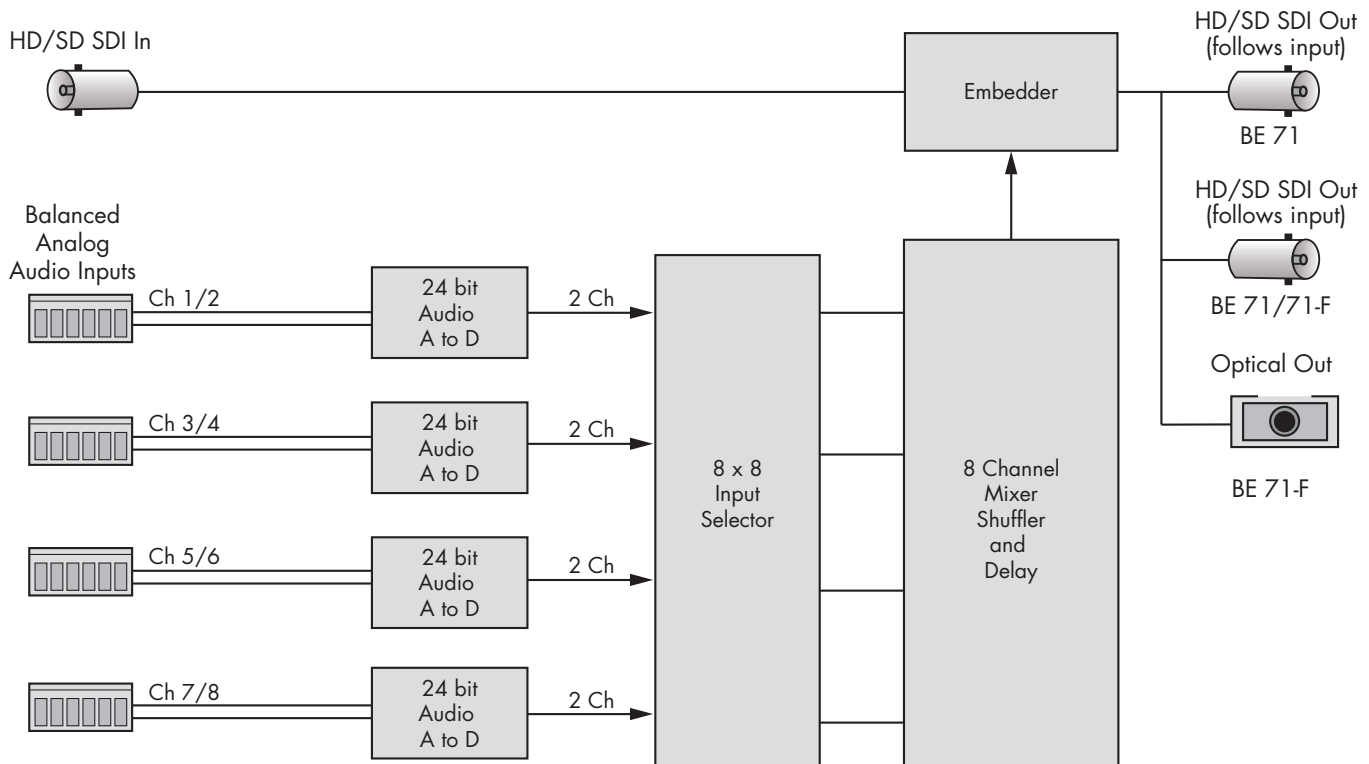 HD/SD SDI In
Embedder
HD/SD SDI Out
(follows input)
BE 71
HD/SD SDI Out
(follows input)
BE 71/71-F
Optical Out
BE 71-F
Balanced
Analog
Audio Inputs
Ch 1/2
24 bit
Audio
A to D
2 Ch
Ch 3/4
24 bit
Audio
A to D
2 Ch
Ch 5/6
24 bit
Audio
A to D
2 Ch
Ch 7/8
24 bit
Audio
A to D
2 Ch
8 x 8
Input
Selector
8 Channel
Mixer
Shuffler
and
Delay